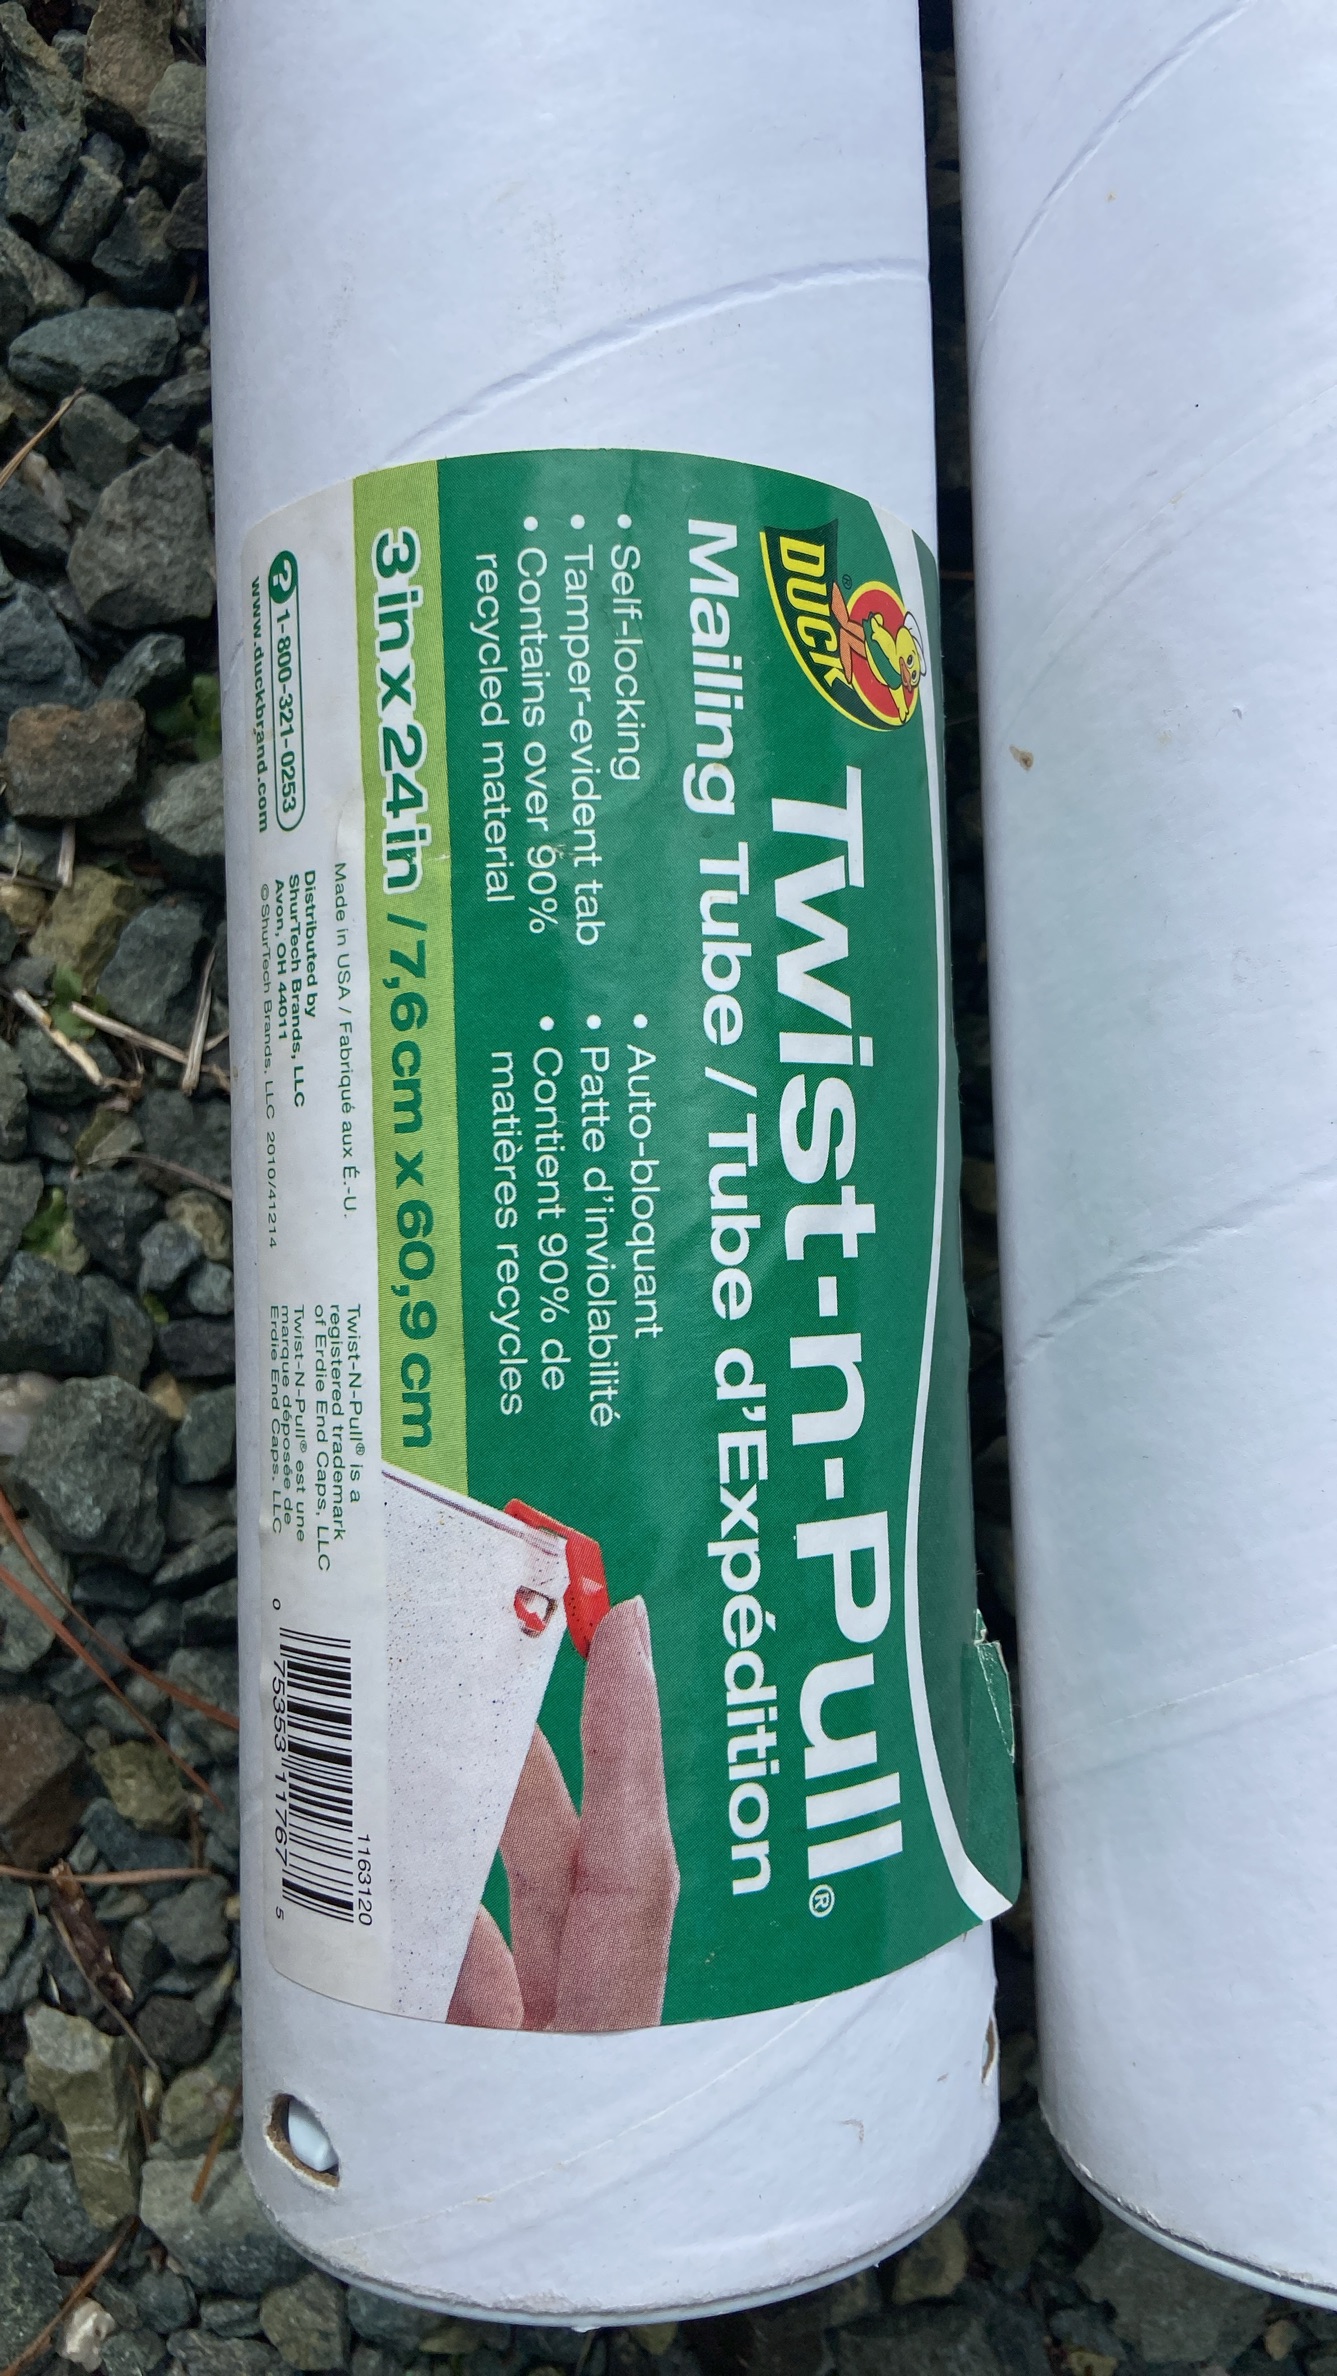 DUCK®
Twist-n-Pull®
Mailing Tube / Tube d'Expédition
• Self-locking
• Tamper-evident tab
• Contains over 90%
recycled material
• Auto-bloquant
• Patte d'inviolabilité
• Contient 90% de
matières recycles
3 in x 24 in / 7,6 cm x 60,9 cm
? 1-800-321-0253
www.duckbrand.com
Made in USA / Fabriqué aux É.-U.
Distributed by
ShurTech Brands, LLC
Avon, OH 44011
©ShurTech Brands, LLC 2010/41214
Twist-N-Pull® is a
registered trademark
of Erdie End Caps, LLC
Twist-N-Pull® est une
marque déposée de
Erdie End Caps, LLC
1163120
0 75353 11767 5